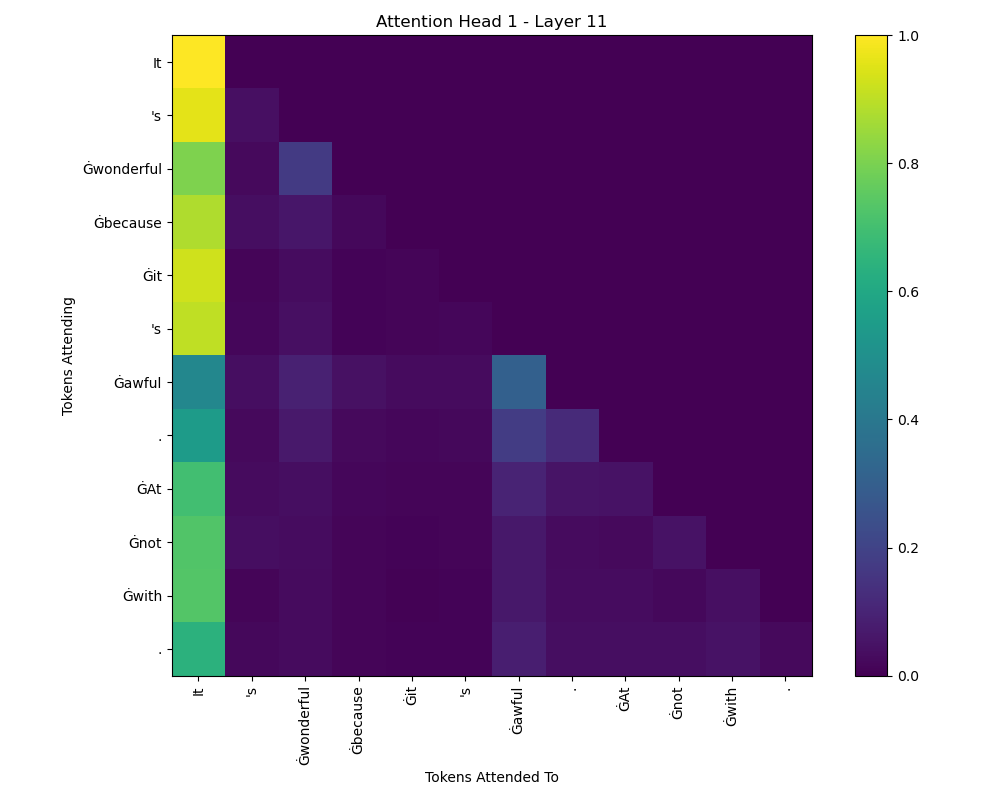 Attention Head 1 - Layer 11
It
's
Ġwonderful
Ġbecause
Ġit
's
Ġawful
.
ĠAt
Ġnot
Ġwith
.
Tokens Attending
It
's
Ġwonderful
Ġbecause
Ġit
's
Ġawful
.
ĠAt
Ġnot
Ġwith
.
Tokens Attended To
1.0
0.8
0.6
0.4
0.2
0.0